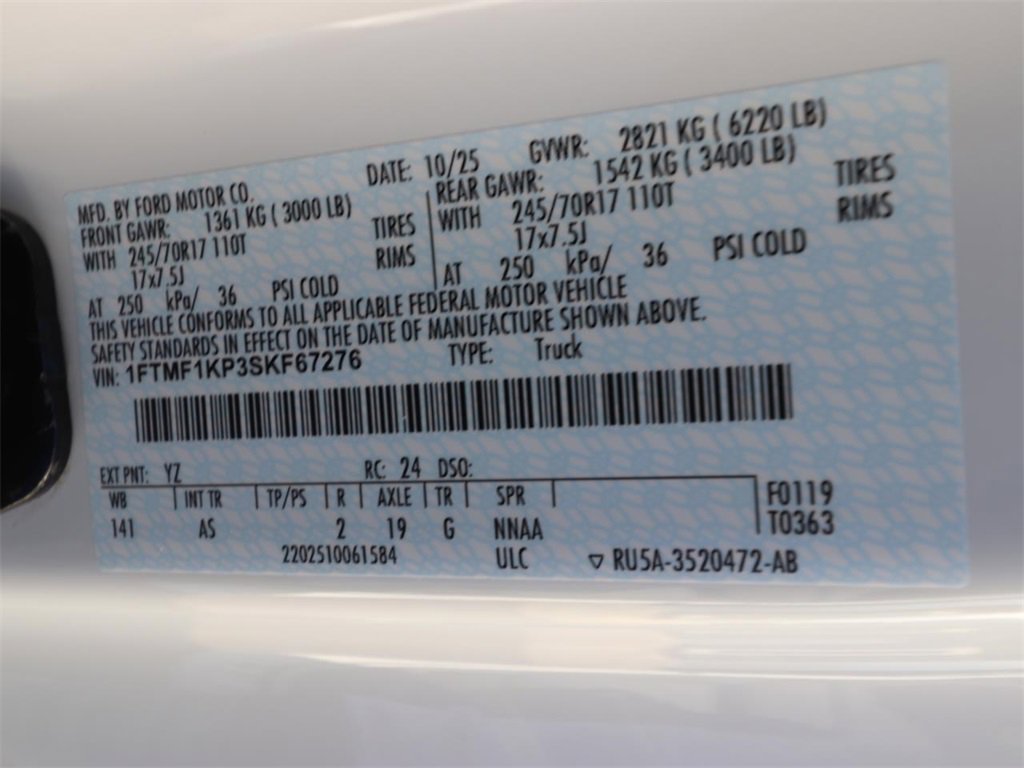 MFD. BY FORD MOTOR CO. DATE: 10/25 GVWR: 2821 KG ( 6220 LB)
FRONT GAWR: 1361 KG ( 3000 LB) REAR GAWR: 1542 KG ( 3400 LB)
WITH 245/70R17 110T TIRES WITH 245/70R17 110T TIRES
17x7.5J RIMS 17x7.5J RIMS
AT 250 kPa/ 36 PSI COLD AT 250 kPa/ 36 PSI COLD
THIS VEHICLE CONFORMS TO ALL APPLICABLE FEDERAL MOTOR VEHICLE
SAFETY STANDARDS IN EFFECT ON THE DATE OF MANUFACTURE SHOWN ABOVE.
VIN: 1FTMF1KP3SKF67276 TYPE: Truck
EXT PNT: YZ RC: 24 DSO:
WB INT TR TP/PS R AXLE TR SPR F0119
141 AS 2 19 G NNAA T0363
2202510061584 ULC ▽ RU5A-3520472-AB